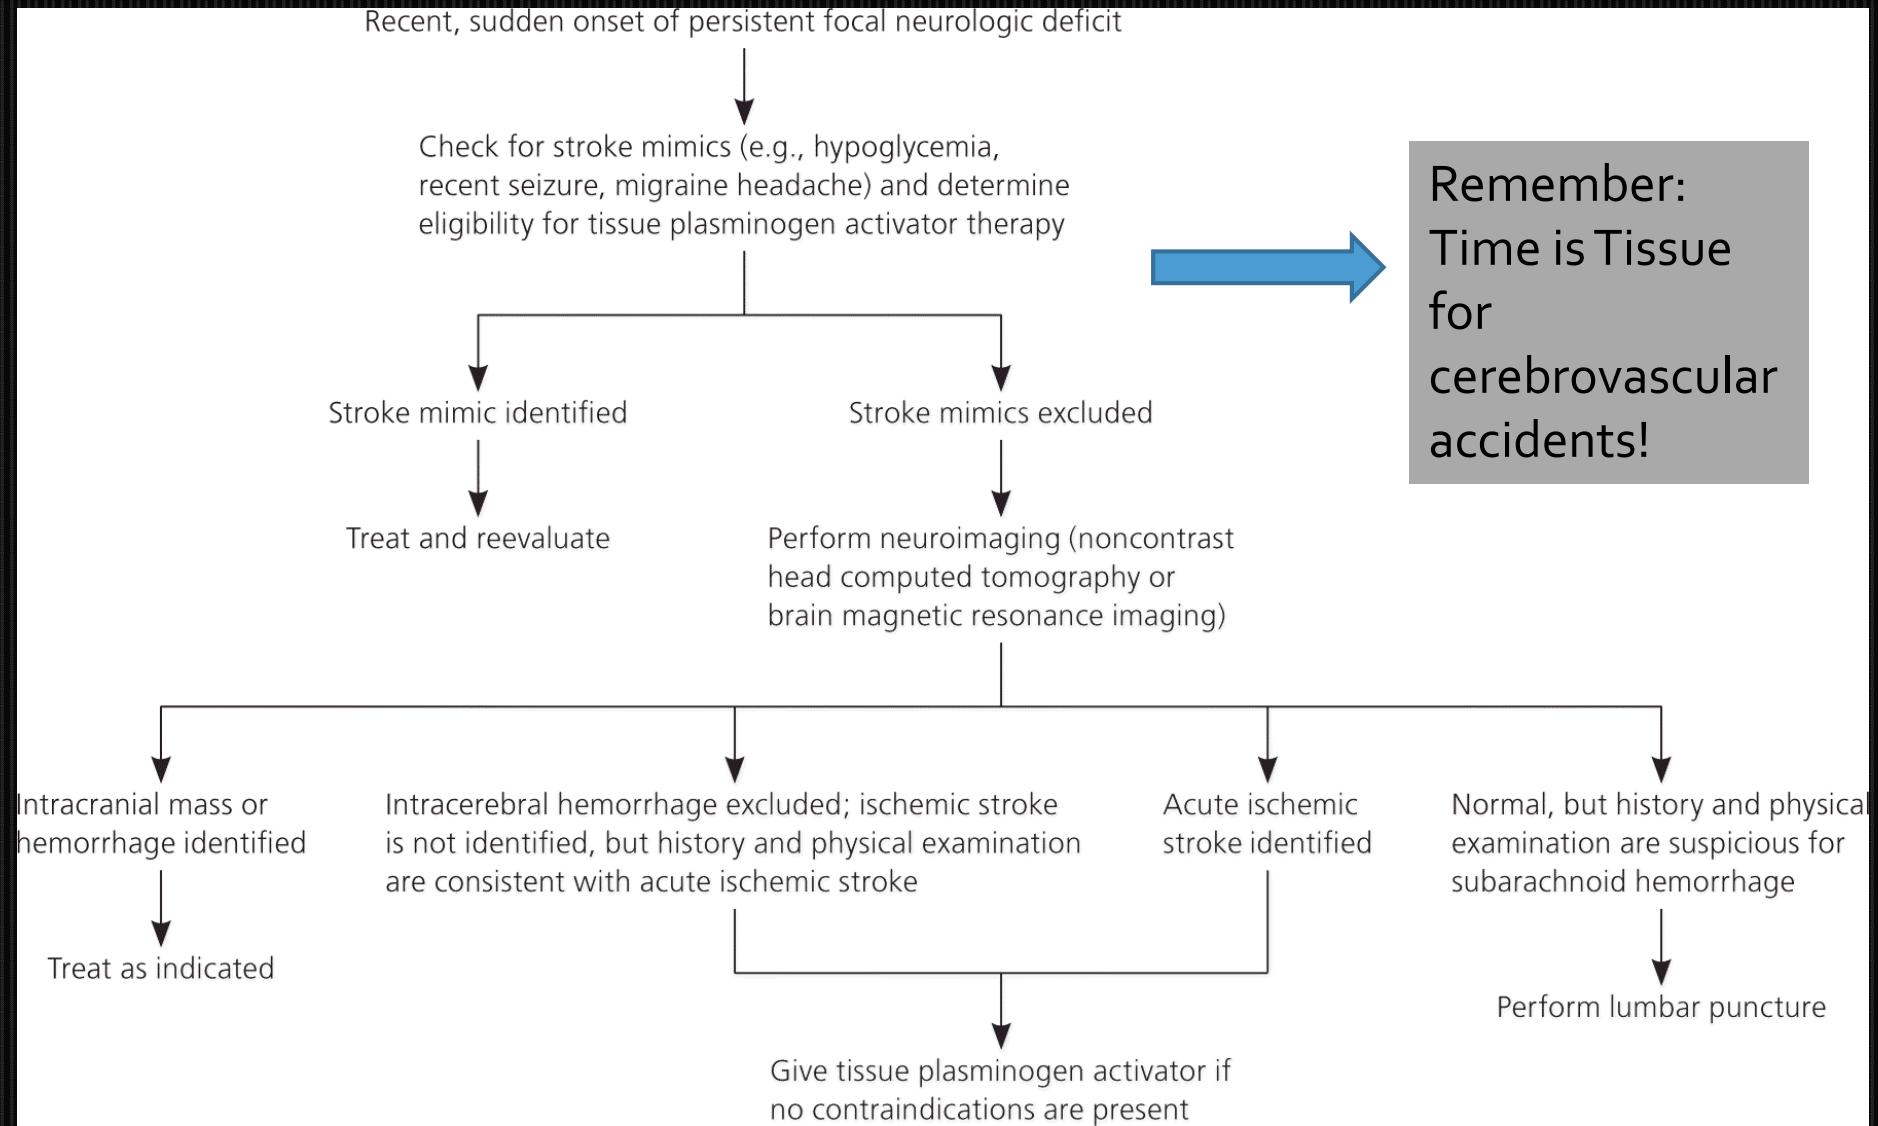 Recent, sudden onset of persistent focal neurologic deficit
Check for stroke mimics (e.g., hypoglycemia,
recent seizure, migraine headache) and determine
eligibility for tissue plasminogen activator therapy
Remember:
Time is Tissue
for
cerebrovascular
accidents!
Stroke mimic identified
Stroke mimics excluded
Treat and reevaluate
Perform neuroimaging (noncontrast
head computed tomography or
brain magnetic resonance imaging)
Intracranial mass or
hemorrhage identified
Intracerebral hemorrhage excluded; ischemic stroke
is not identified, but history and physical examination
are consistent with acute ischemic stroke
Acute ischemic
stroke identified
Normal, but history and physical
examination are suspicious for
subarachnoid hemorrhage
Treat as indicated
Perform lumbar puncture
Give tissue plasminogen activator if
no contraindications are present